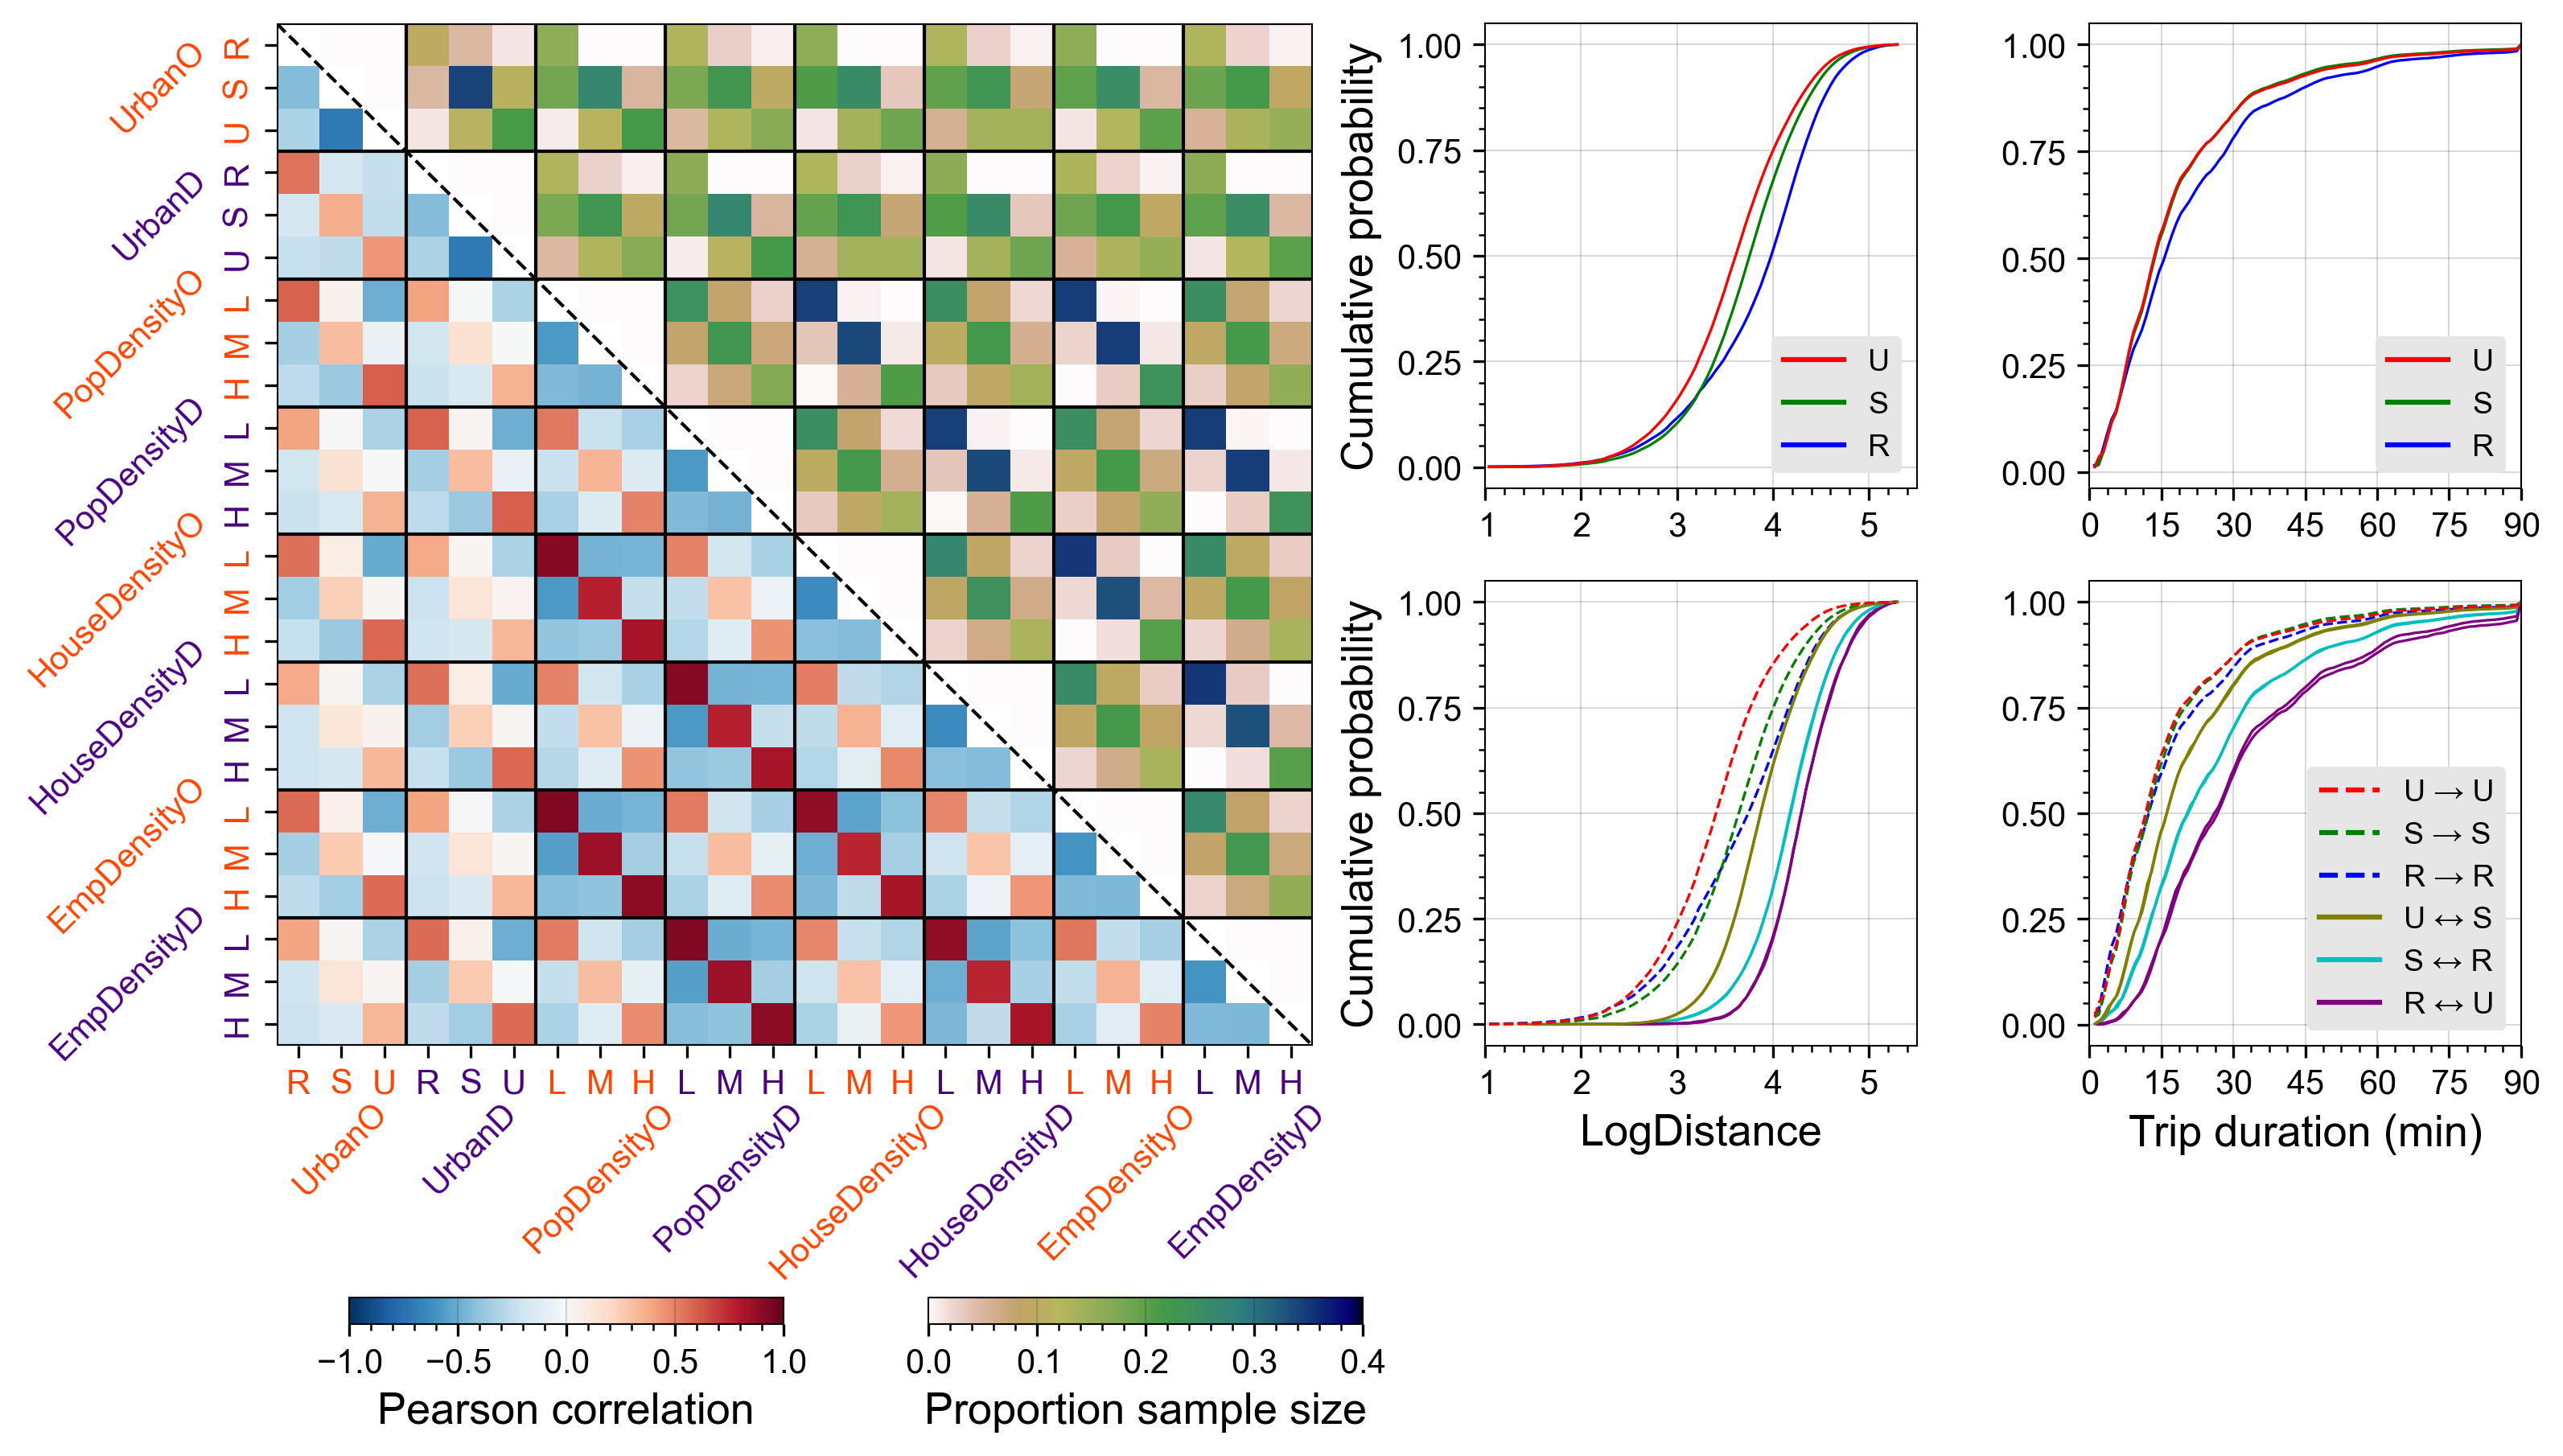 UrbanO
R
S
U
UrbanD
R
S
U
PopDensityO
L
M
H
PopDensityD
L
M
H
HouseDensityO
L
M
H
HouseDensityD
L
M
H
EmpDensityO
L
M
H
EmpDensityD
L
M
H
R S U R S U L M H L M H L M H L M H L M H L M H
UrbanO UrbanD PopDensityO PopDensityD HouseDensityO HouseDensityD EmpDensityO EmpDensityD
−1.0 −0.5 0.0 0.5 1.0
Pearson correlation
0.0 0.1 0.2 0.3 0.4
Proportion sample size
Cumulative probability
1.00
0.75
0.50
0.25
0.00
1 2 3 4 5
U
S
R
1.00
0.75
0.50
0.25
0.00
0 15 30 45 60 75 90
U
S
R
Cumulative probability
1.00
0.75
0.50
0.25
0.00
1 2 3 4 5
LogDistance
1.00
0.75
0.50
0.25
0.00
0 15 30 45 60 75 90
Trip duration (min)
U → U
S → S
R → R
U ↔ S
S ↔ R
R ↔ U